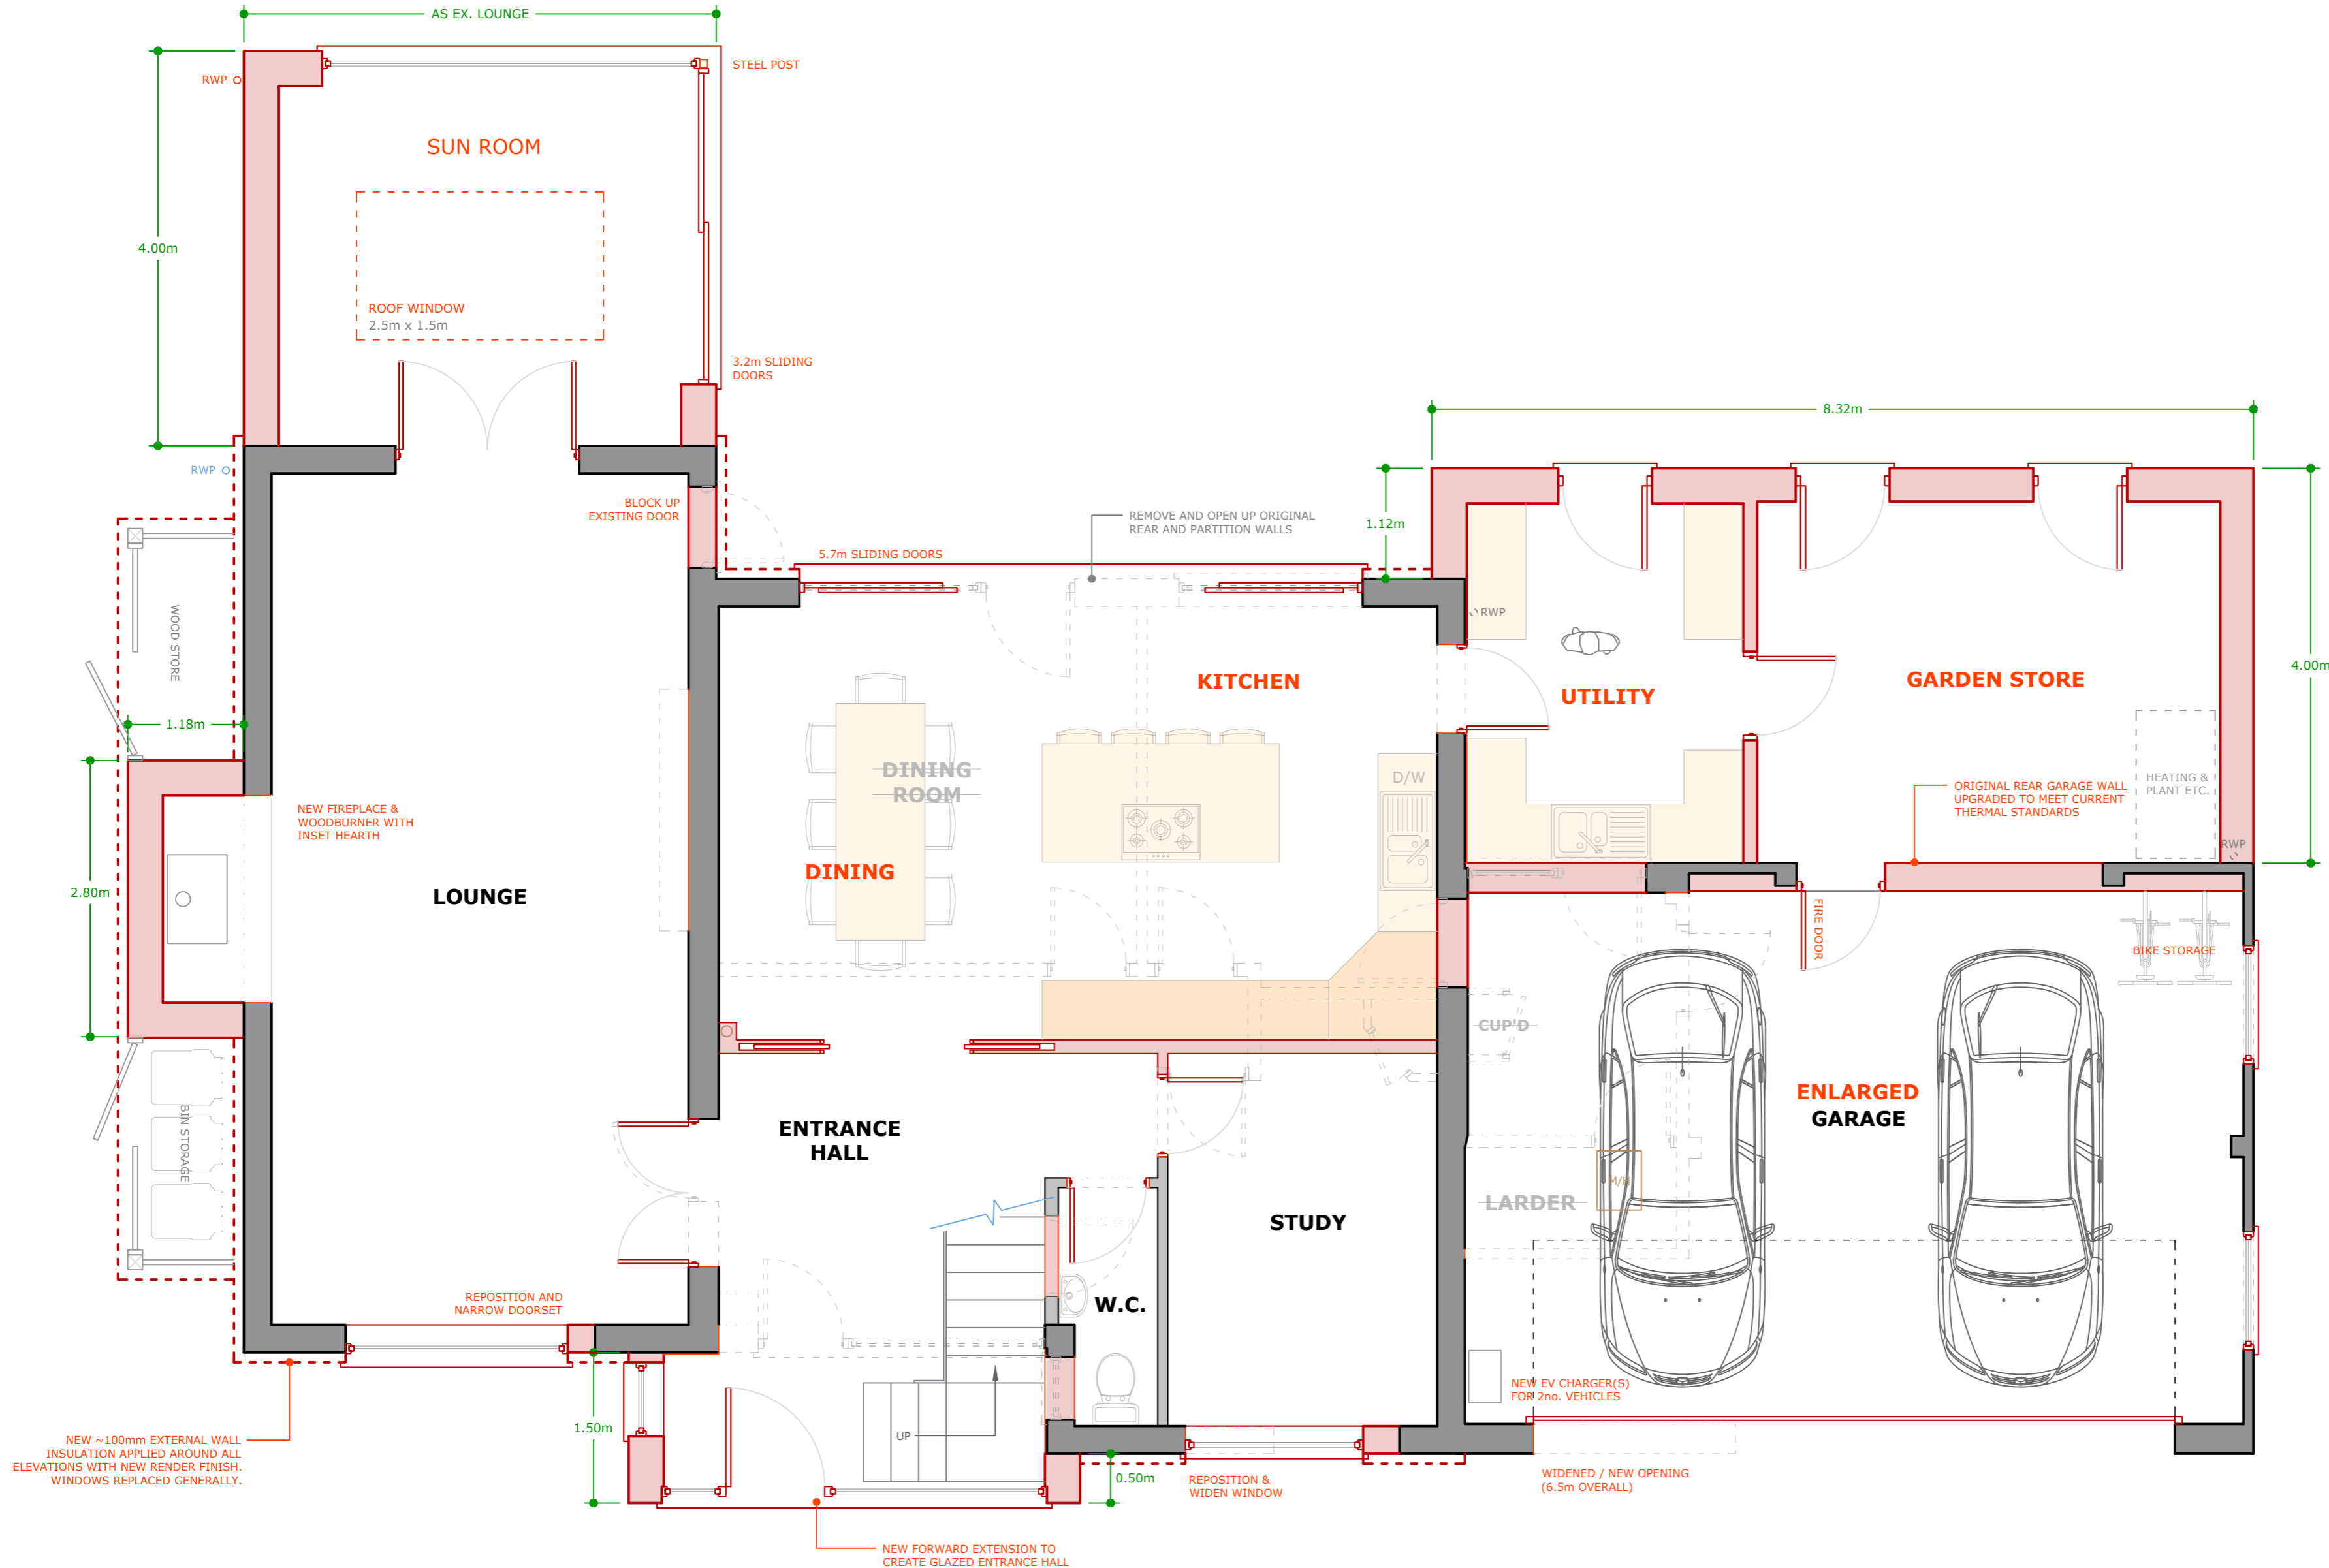 AS EX. LOUNGE
RWP
STEEL POST
SUN ROOM
4.00m
ROOF WINDOW
2.5m x 1.5m
3.2m SLIDING
DOORS
8.32m
RWP
BLOCK UP
EXISTING DOOR
REMOVE AND OPEN UP ORIGINAL
REAR AND PARTITION WALLS
1.12m
5.7m SLIDING DOORS
WOOD STORE
RWP
KITCHEN
UTILITY
GARDEN STORE
4.00m
1.18m
DINING
ROOM
D/W
HEATING &
PLANT ETC.
ORIGINAL REAR GARAGE WALL
UPGRADED TO MEET CURRENT
THERMAL STANDARDS
NEW FIREPLACE &
WOODBURNER WITH
INSET HEARTH
RWP
DINING
2.80m
LOUNGE
FIRE DOOR
BIKE STORAGE
CUP'D
ENLARGED
GARAGE
BIN STORAGE
ENTRANCE
HALL
M/H
LARDER
STUDY
REPOSITION AND
NARROW DOORSET
W.C.
NEW EV CHARGER(S)
FOR 2no. VEHICLES
1.50m
UP
NEW ~100mm EXTERNAL WALL
INSULATION APPLIED AROUND ALL
ELEVATIONS WITH NEW RENDER FINISH.
WINDOWS REPLACED GENERALLY.
0.50m
REPOSITION &
WIDEN WINDOW
WIDENED / NEW OPENING
(6.5m OVERALL)
NEW FORWARD EXTENSION TO
CREATE GLAZED ENTRANCE HALL